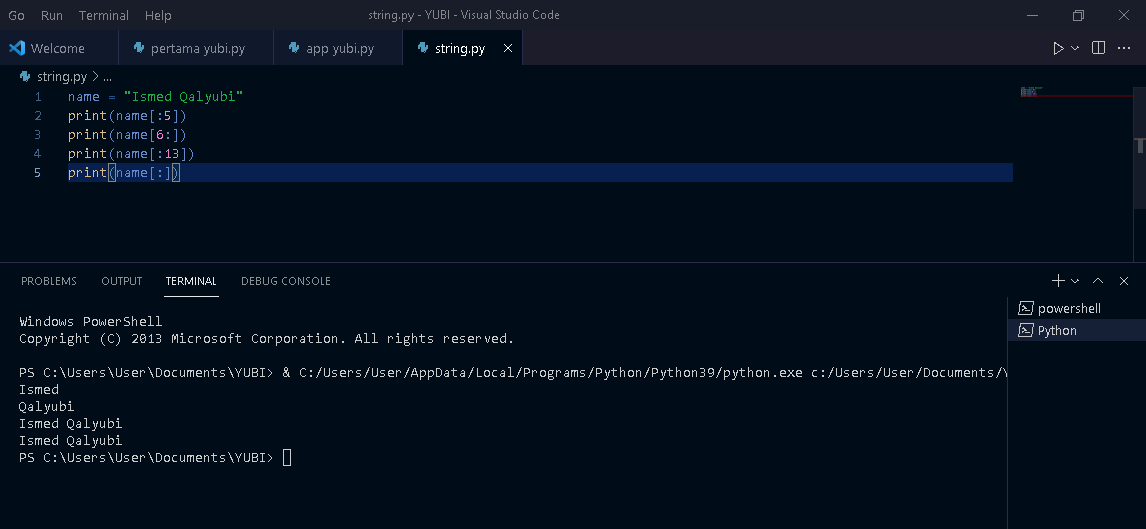 Go Run Terminal Help string.py - YUBI - Visual Studio Code
Welcome pertama yubi.py app yubi.py string.py
string.py > ...
1 name = "Ismed Qalyubi"
2 print(name[:5])
3 print(name[6:])
4 print(name[:13])
5 print(name[:])
PROBLEMS OUTPUT TERMINAL DEBUG CONSOLE
powershell
Python
Windows PowerShell
Copyright (C) 2013 Microsoft Corporation. All rights reserved.
PS C:\Users\User\Documents\YUBI> & C:/Users/User/AppData/Local/Programs/Python/Python39/python.exe c:/Users/User/Documents/Y
Ismed
Qalyubi
Ismed Qalyubi
Ismed Qalyubi
PS C:\Users\User\Documents\YUBI>